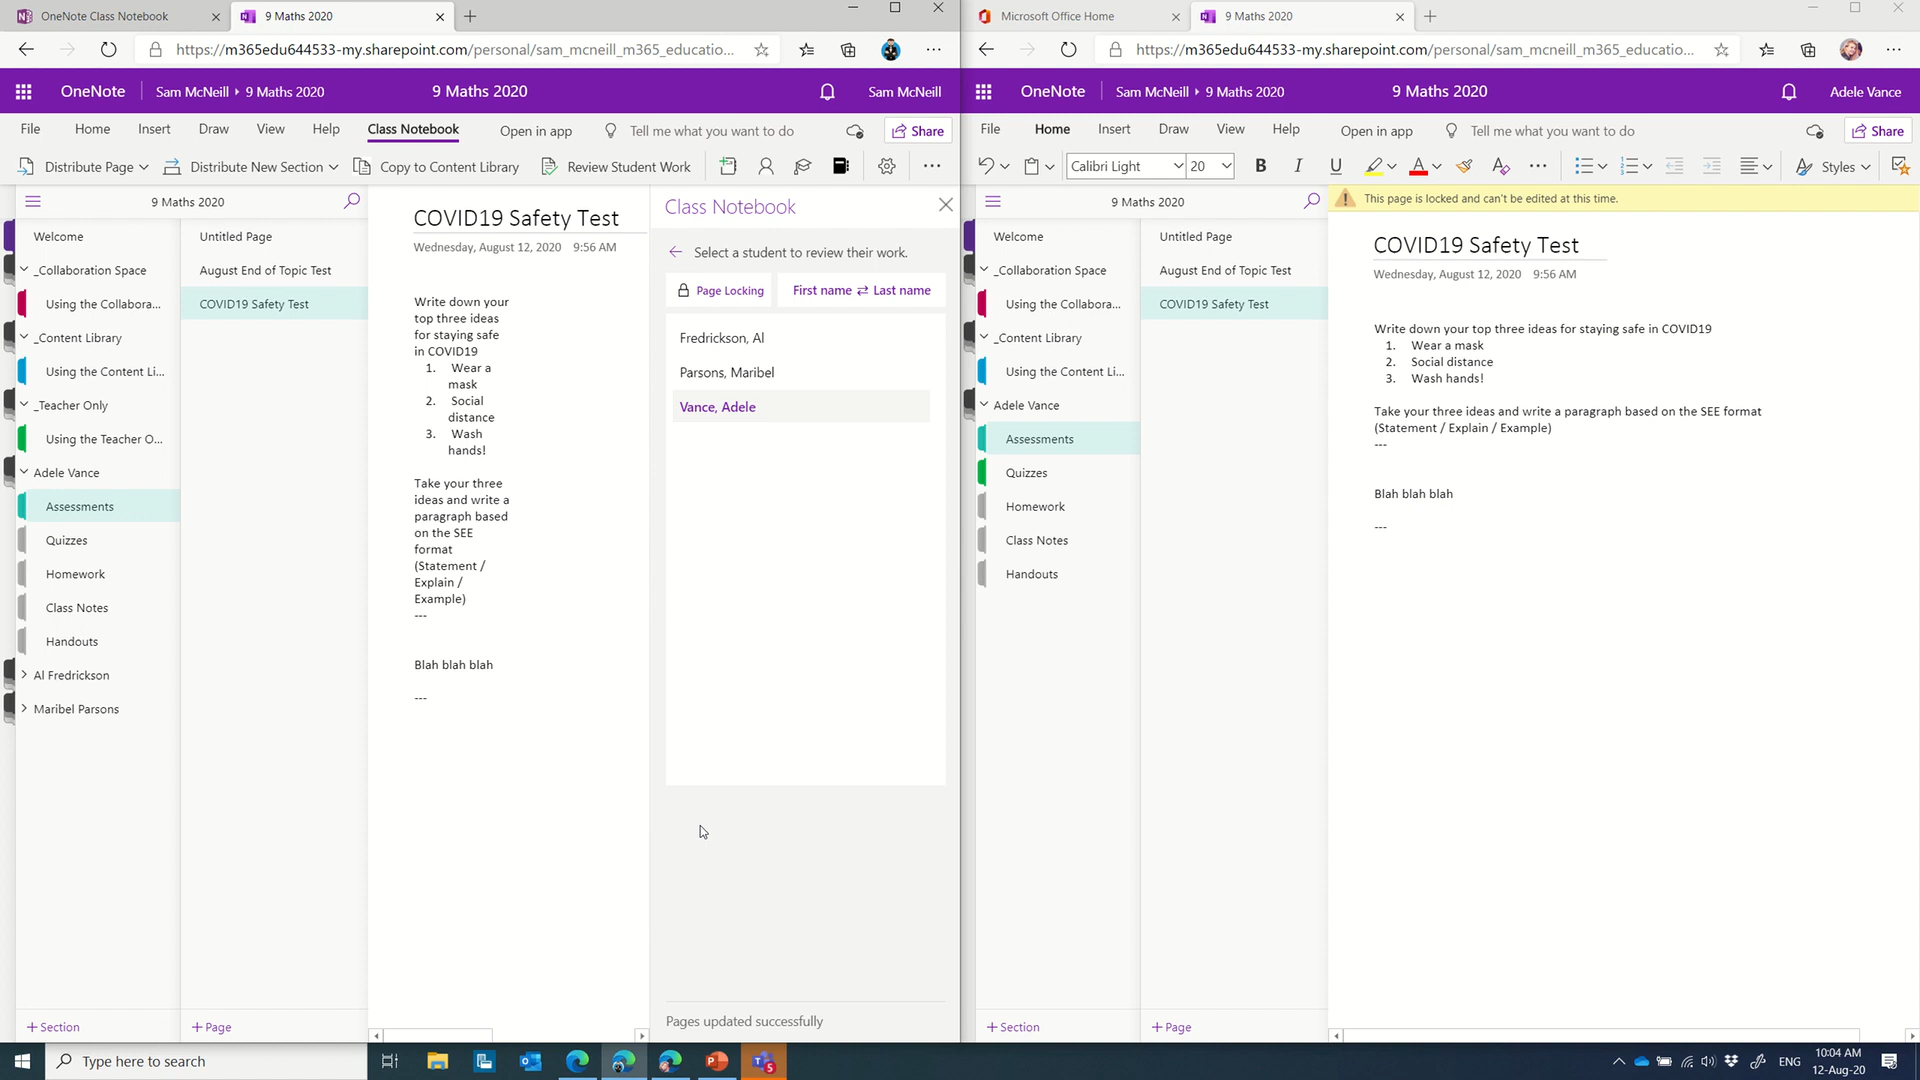 OneNote Class Notebook
9 Maths 2020
https://m365edu644533-my.sharepoint.com/personal/sam_mcneill_m365_educatio...
OneNote
Sam McNeill ▸ 9 Maths 2020
9 Maths 2020
Sam McNeill
File
Home
Insert
Draw
View
Help
Class Notebook
Open in app
Tell me what you want to do
Share
Distribute Page
Distribute New Section
Copy to Content Library
Review Student Work
9 Maths 2020
Welcome
_Collaboration Space
Using the Collabora...
_Content Library
Using the Content Li...
_Teacher Only
Using the Teacher O...
Adele Vance
Assessments
Quizzes
Homework
Class Notes
Handouts
Al Fredrickson
Maribel Parsons
+ Section
Untitled Page
August End of Topic Test
COVID19 Safety Test
+ Page
COVID19 Safety Test
Wednesday, August 12, 2020 9:56 AM
Write down your
top three ideas
for staying safe
in COVID19
1. Wear a
mask
2. Social
distance
3. Wash
hands!
Take your three
ideas and write a
paragraph based
on the SEE
format
(Statement /
Explain /
Example)
---
Blah blah blah
---
Class Notebook
Select a student to review their work.
Page Locking
First name ⇄ Last name
Fredrickson, Al
Parsons, Maribel
Vance, Adele
Pages updated successfully
Microsoft Office Home
9 Maths 2020
https://m365edu644533-my.sharepoint.com/personal/sam_mcneill_m365_educatio...
OneNote
Sam McNeill ▸ 9 Maths 2020
9 Maths 2020
Adele Vance
File
Home
Insert
Draw
View
Help
Open in app
Tell me what you want to do
Share
Calibri Light
20
B
I
U
Styles
9 Maths 2020
Welcome
_Collaboration Space
Using the Collabora...
_Content Library
Using the Content Li...
Adele Vance
Assessments
Quizzes
Homework
Class Notes
Handouts
+ Section
Untitled Page
August End of Topic Test
COVID19 Safety Test
+ Page
This page is locked and can't be edited at this time.
COVID19 Safety Test
Wednesday, August 12, 2020 9:56 AM
Write down your top three ideas for staying safe in COVID19
1. Wear a mask
2. Social distance
3. Wash hands!
Take your three ideas and write a paragraph based on the SEE format
(Statement / Explain / Example)
---
Blah blah blah
---
Type here to search
5
ENG
10:04 AM
12-Aug-20